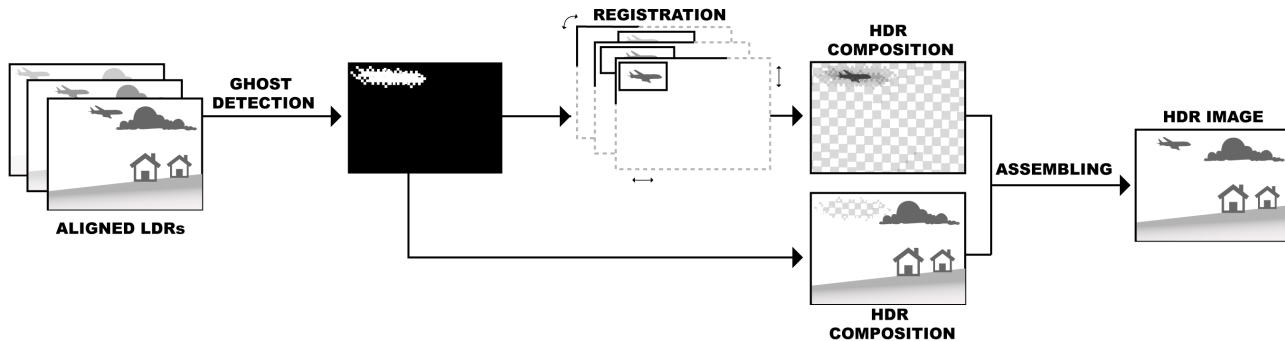 REGISTRATION
HDR
COMPOSITION
GHOST
DETECTION
HDR IMAGE
ASSEMBLING
ALIGNED LDRs
HDR
COMPOSITION